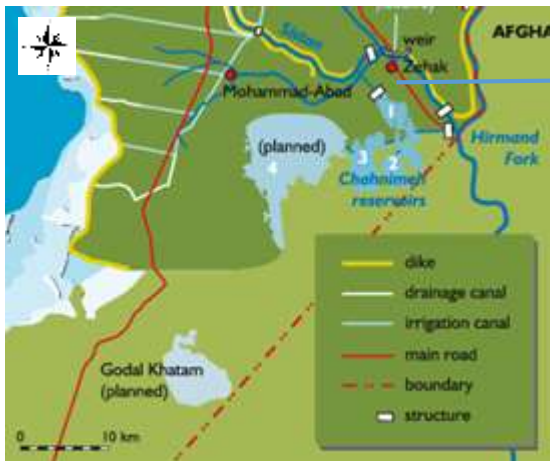 weir
AFGHA
Sistan
Zehak
Mohammad-Abad
1
(planned)
Hirmand
Fork
3
2
4
Chahnimeh
reservoirs
dike
drainage canal
irrigation canal
main road
boundary
structure
Godal Khatam
(planned)
0
10 km